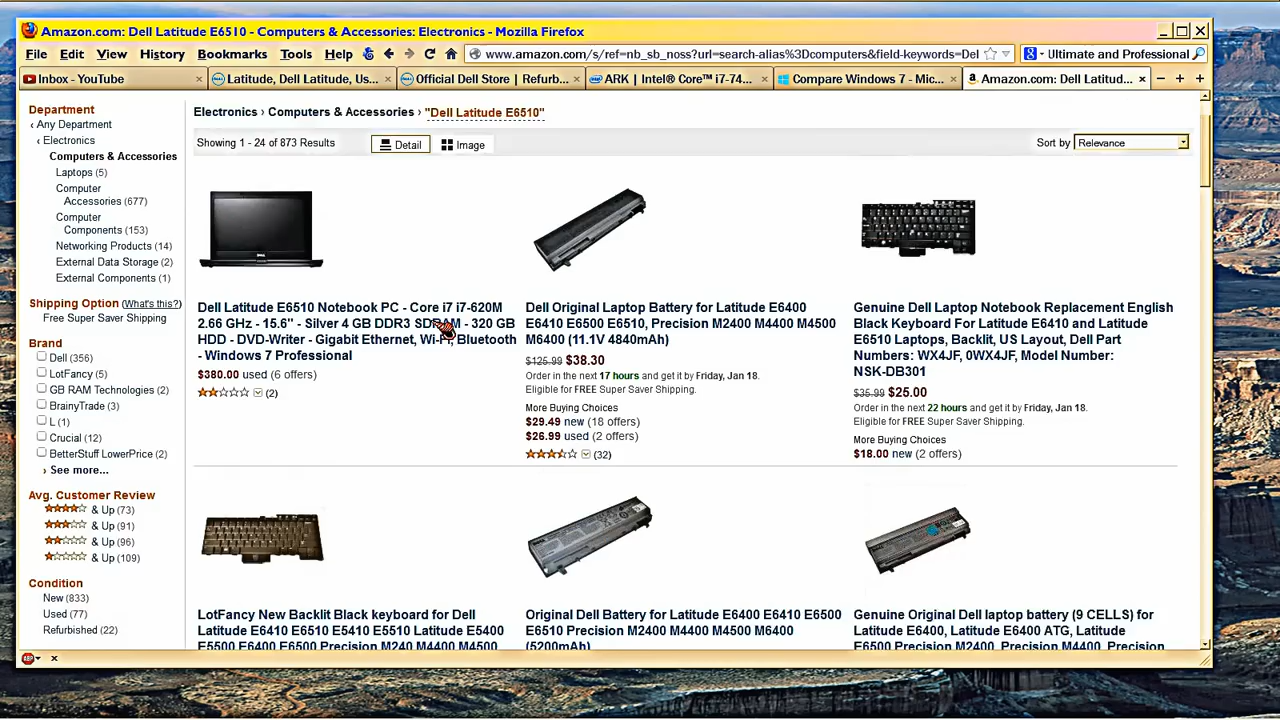 Amazon.com: Dell Latitude E6510 - Computers & Accessories: Electronics - Mozilla Firefox
File Edit View History Bookmarks Tools Help
www.amazon.com/s/ref=nb_sb_noss?url=search-alias%3Dcomputers&field-keywords=Del
Ultimate and Professional
Inbox - YouTube
Latitude, Dell Latitude, Us...
Official Dell Store | Refurb...
ARK | Intel® Core™ i7-74...
Compare Windows 7 - Mic...
Amazon.com: Dell Latitud...
Department
‹ Any Department
‹ Electronics
Computers & Accessories
Laptops (5)
Computer
Accessories (677)
Computer
Components (153)
Networking Products (14)
External Data Storage (2)
External Components (1)
Shipping Option (What's this?)
Free Super Saver Shipping
Brand
Dell (356)
LotFancy (5)
GB RAM Technologies (2)
BrainyTrade (3)
L (1)
Crucial (12)
BetterStuff LowerPrice (2)
› See more...
Avg. Customer Review
& Up (73)
& Up (91)
& Up (96)
& Up (109)
Condition
New (833)
Used (77)
Refurbished (22)
Electronics › Computers & Accessories › "Dell Latitude E6510"
Showing 1 - 24 of 873 Results
Detail
Image
Sort by
Relevance
Dell Latitude E6510 Notebook PC - Core i7 i7-620M
2.66 GHz - 15.6" - Silver 4 GB DDR3 SDRAM - 320 GB
HDD - DVD-Writer - Gigabit Ethernet, Wi-Fi, Bluetooth
- Windows 7 Professional
$380.00 used (6 offers)
(2)
Dell Original Laptop Battery for Latitude E6400
E6410 E6500 E6510, Precision M2400 M4400 M4500
M6400 (11.1V 4840mAh)
$126.99 $38.30
Order in the next 17 hours and get it by Friday, Jan 18.
Eligible for FREE Super Saver Shipping.
More Buying Choices
$29.49 new (18 offers)
$26.99 used (2 offers)
(32)
Genuine Dell Laptop Notebook Replacement English
Black Keyboard For Latitude E6410 and Latitude
E6510 Laptops, Backlit, US Layout, Dell Part
Numbers: WX4JF, 0WX4JF, Model Number:
NSK-DB301
$35.99 $25.00
Order in the next 22 hours and get it by Friday, Jan 18.
Eligible for FREE Super Saver Shipping.
More Buying Choices
$18.00 new (2 offers)
LotFancy New Backlit Black keyboard for Dell
Latitude E6410 E6510 E5410 E5510 Latitude E5400
E5500 E6400 E6500 Precision M240 M4400 M4500
Original Dell Battery for Latitude E6400 E6410 E6500
E6510 Precision M2400 M4400 M4500 M6400
(5200mAh)
Genuine Original Dell laptop battery (9 CELLS) for
Latitude E6400, Latitude E6400 ATG, Latitude
E6500 Precision M2400, Precision M4400, Precision